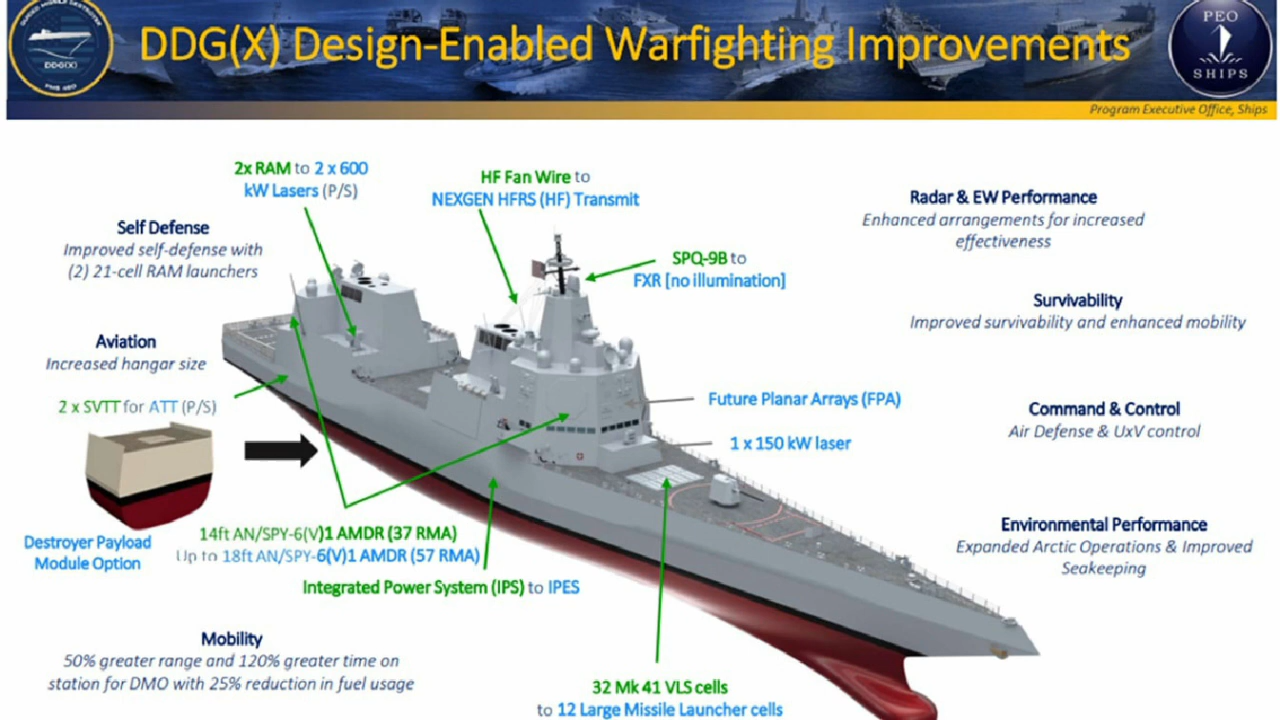 DDG(X) Design-Enabled Warfighting Improvements
DDG(X)
PEO
SHIPS
Program Executive Office, Ships
2x RAM to 2 x 600
kW Lasers (P/S)
HF Fan Wire to
NEXGEN HFRS (HF) Transmit
SPQ-9B to
FXR [no illumination]
Self Defense
Improved self-defense with
(2) 21-cell RAM launchers
Aviation
Increased hangar size
2 x SVTT for ATT (P/S)
Destroyer Payload
Module Option
14ft AN/SPY-6(V)1 AMDR (37 RMA)
Up to 18ft AN/SPY-6(V)1 AMDR (57 RMA)
Integrated Power System (IPS) to IPES
Mobility
50% greater range and 120% greater time on
station for DMO with 25% reduction in fuel usage
32 Mk 41 VLS cells
to 12 Large Missile Launcher cells
Future Planar Arrays (FPA)
1 x 150 kW laser
Radar & EW Performance
Enhanced arrangements for increased
effectiveness
Survivability
Improved survivability and enhanced mobility
Command & Control
Air Defense & UxV control
Environmental Performance
Expanded Arctic Operations & Improved
Seakeeping